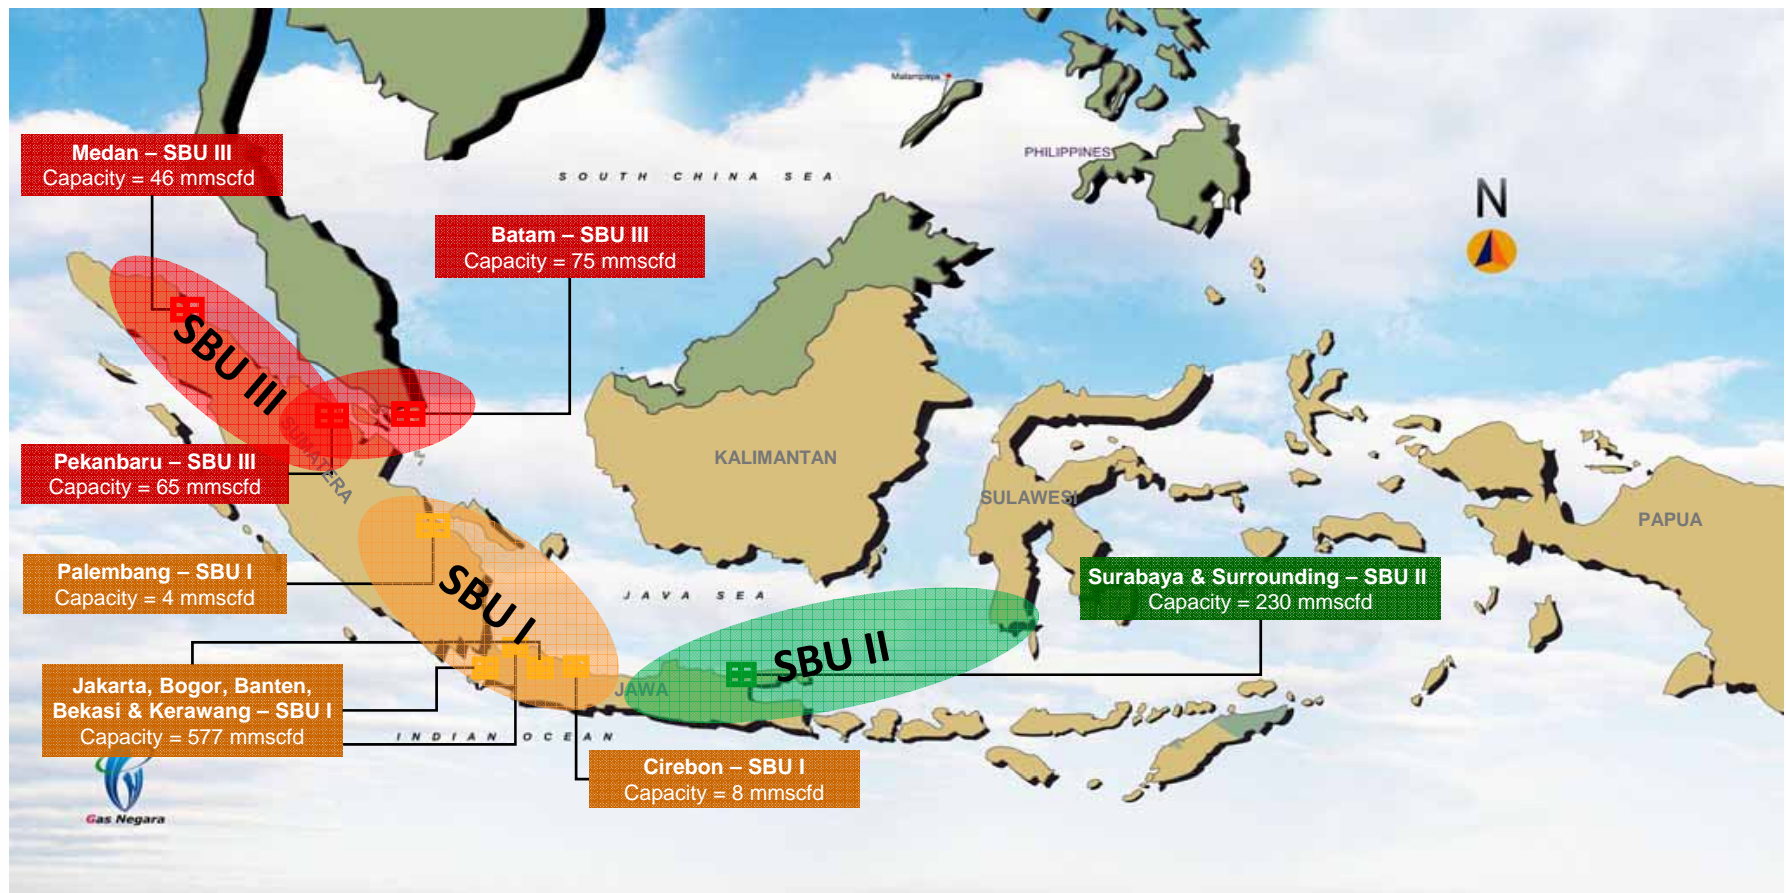 Malampaya
PHILIPPINES
Medan – SBU III
Capacity = 46 mmscfd
SOUTH CHINA SEA
N
Batam – SBU III
Capacity = 75 mmscfd
SBU III
SUMATERA
Pekanbaru – SBU III
Capacity = 65 mmscfd
KALIMANTAN
SULAWESI
PAPUA
Palembang – SBU I
Capacity = 4 mmscfd
SBU I
JAVA SEA
Surabaya & Surrounding – SBU II
Capacity = 230 mmscfd
SBU II
JAWA
Jakarta, Bogor, Banten,
Bekasi & Kerawang – SBU I
Capacity = 577 mmscfd
INDIAN OCEAN
Cirebon – SBU I
Capacity = 8 mmscfd
Gas Negara